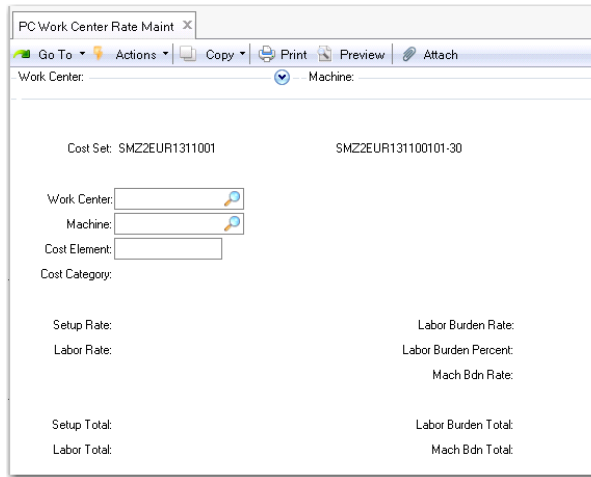 PC Work Center Rate Maint X
Go To Actions Copy Print Preview Attach
Work Center: Machine:
Cost Set: SMZ2EUR1311001 SMZ2EUR131100101-30
Work Center:
Machine:
Cost Element:
Cost Category:
Setup Rate: Labor Burden Rate:
Labor Rate: Labor Burden Percent:
Mach Bdn Rate:
Setup Total: Labor Burden Total:
Labor Total: Mach Bdn Total: